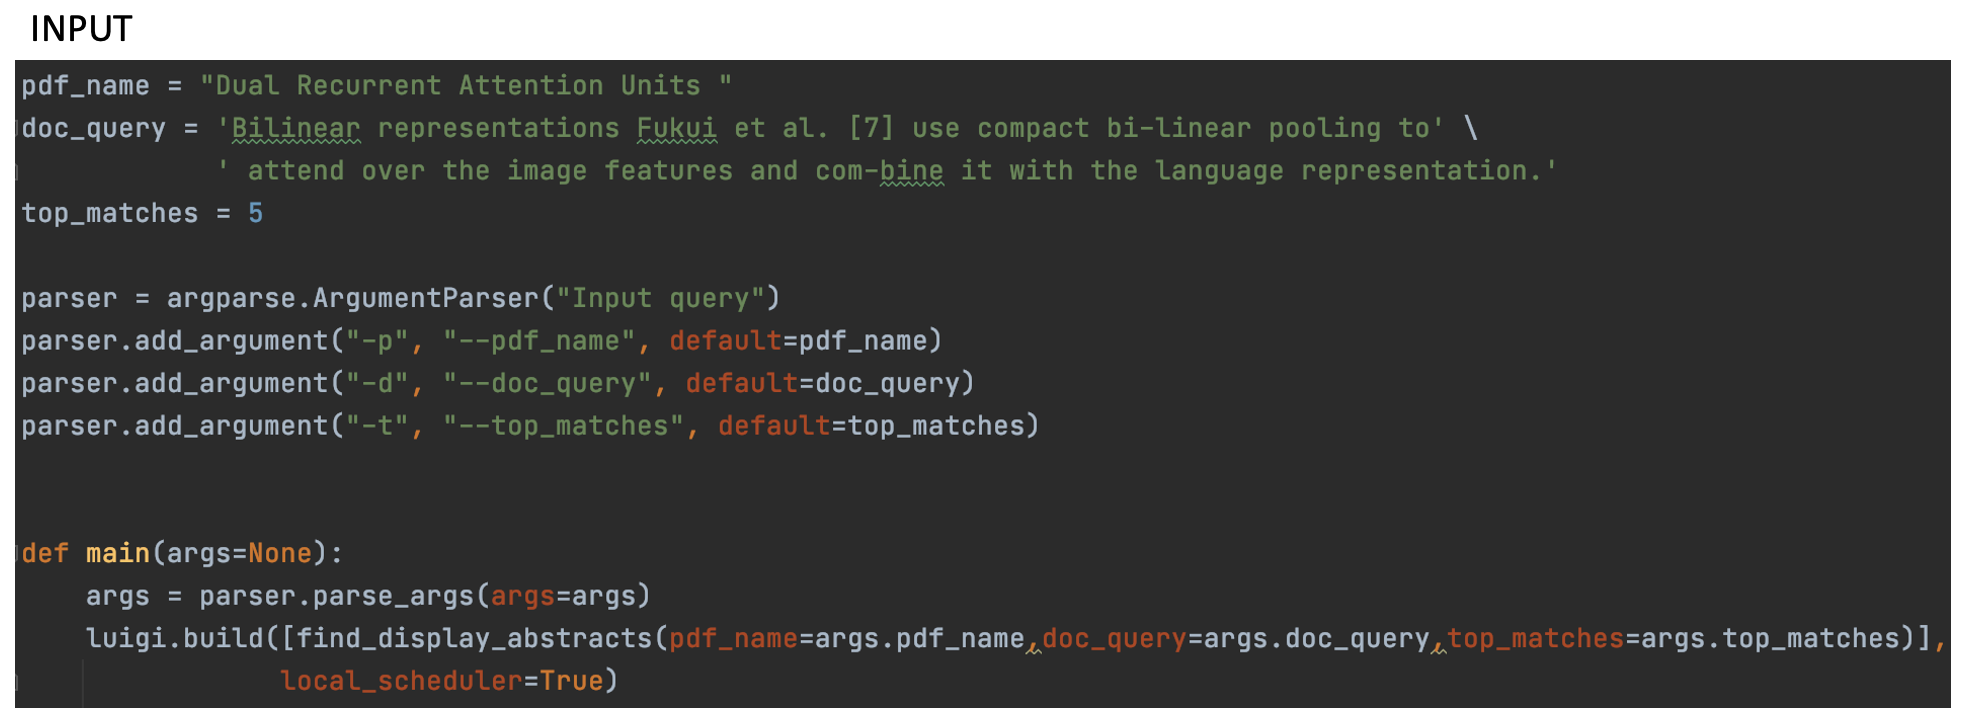 INPUT
pdf_name = "Dual Recurrent Attention Units "
doc_query = 'Bilinear representations Fukui et al. [7] use compact bi-linear pooling to' \
            ' attend over the image features and com-bine it with the language representation.'
top_matches = 5
parser = argparse.ArgumentParser("Input query")
parser.add_argument("-p", "--pdf_name", default=pdf_name)
parser.add_argument("-d", "--doc_query", default=doc_query)
parser.add_argument("-t", "--top_matches", default=top_matches)
def main(args=None):
    args = parser.parse_args(args=args)
    luigi.build([find_display_abstracts(pdf_name=args.pdf_name,doc_query=args.doc_query,top_matches=args.top_matches)],
                local_scheduler=True)